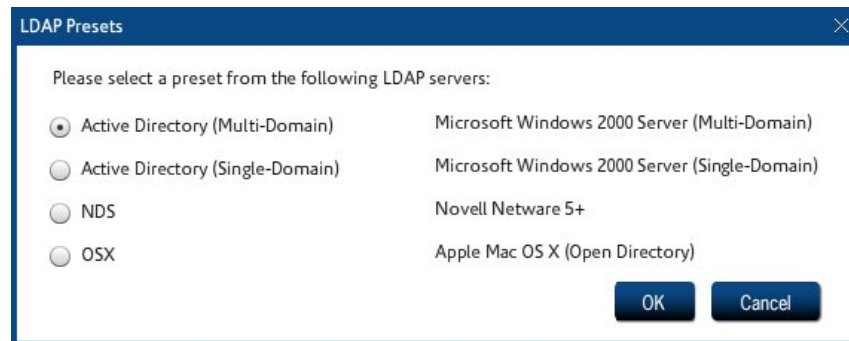 LDAP Presets
Please select a preset from the following LDAP servers:
Active Directory (Multi-Domain) Microsoft Windows 2000 Server (Multi-Domain)
Active Directory (Single-Domain) Microsoft Windows 2000 Server (Single-Domain)
NDS Novell Netware 5+
OSX Apple Mac OS X (Open Directory)
OK Cancel